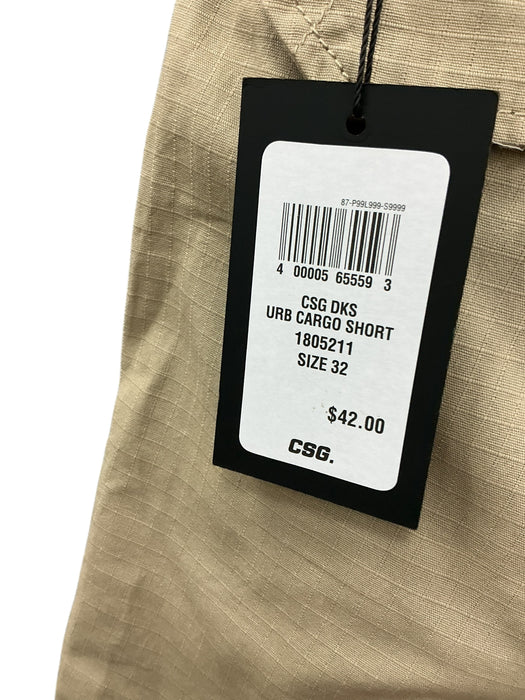 87-P99L999-S9999
4 00005 65559 3
CSG DKS
URB CARGO SHORT
1805211
SIZE 32
$42.00
CSG.